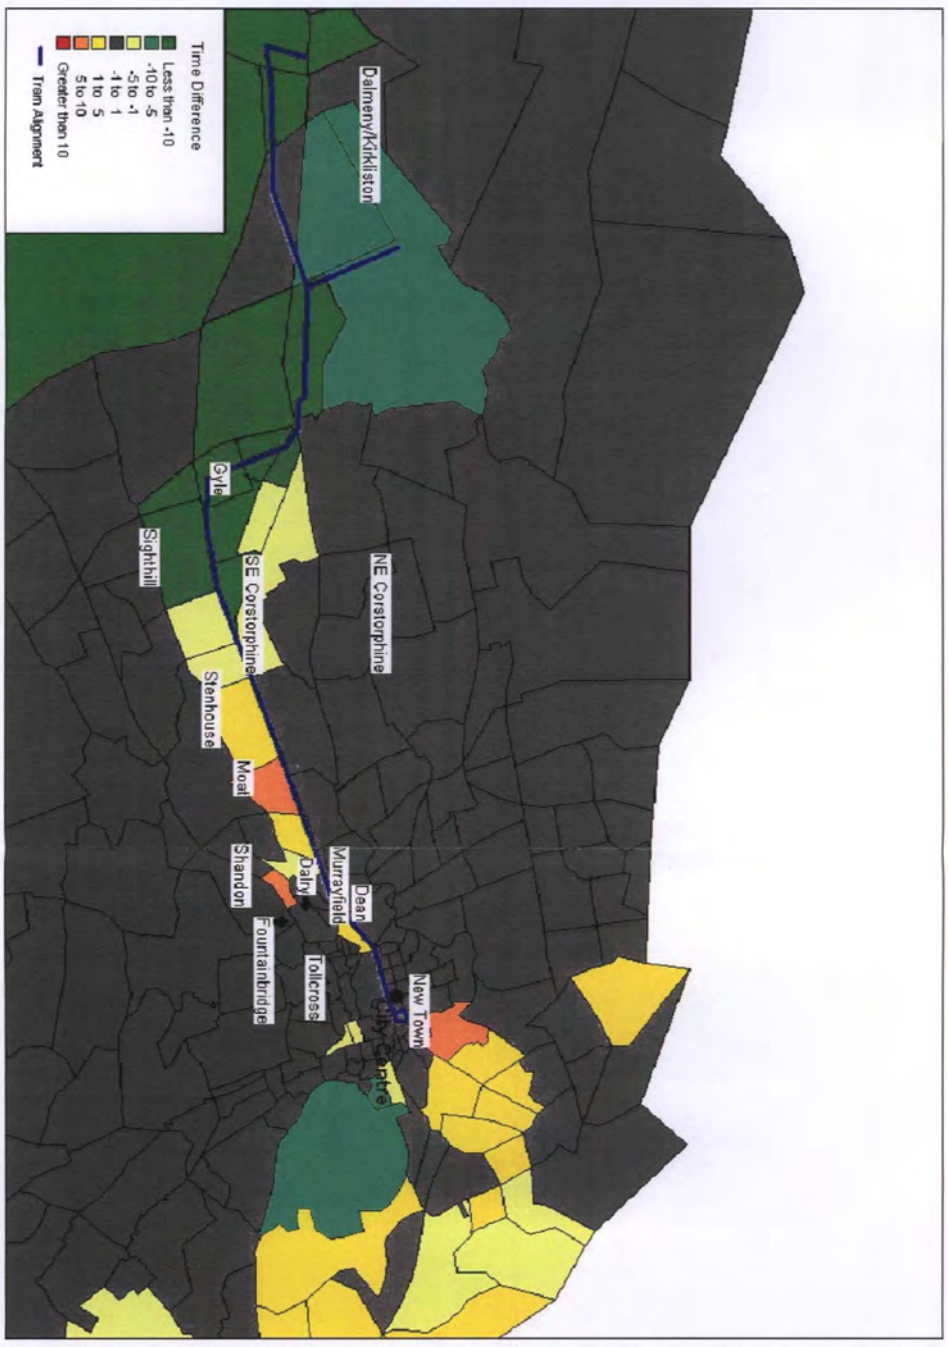 Time Difference
Less than -10
-10 to -5
-5 to -1
-1 to 1
1 to 5
5 to 10
Greater than 10
Tram Alignment
Dalmeny/Kirkliston
Gyle
Sighthill
SE Corstorphine
NE Corstorphine
Stenhouse
Moat
Shandon
Dalry
Murrayfield
Dean
Fountainbridge
Tollcross
New Town
City Centre